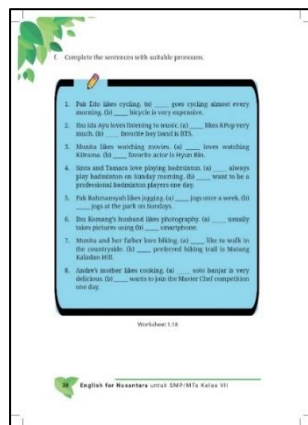 f. Complete the sentences with suitable pronouns.
1. Pak Edo likes cycling. (a) ____ goes cycling almost every
morning. (b) ____ bicycle is very expensive.
2. Ibu Ida Ayu loves listening to music. (a) ____ likes KPop very
much. (b) ____ favorite boy band is BTS.
3. Monita likes watching movies. (a) ____ loves watching
KDrama. (b) ____ favorite actor is Hyun Bin.
4. Sinta and Tamara love playing badminton. (a) ____ always
play badminton on Sunday morning. (b) ____ want to be a
professional badminton players one day.
5. Pak Rahmansyah likes jogging. (a) ____ jogs once a week. (b)
____ jogs at the park on Sundays.
6. Ibu Komang's husband likes photography. (a) ____ usually
takes pictures using (b) ____ smartphone.
7. Monita and her father love hiking. (a) ____ like to walk in
the countryside. (b) ____ preferred hiking trail is Matang
Kaladan Hill.
8. Andre's mother likes cooking. (a) ____ soto banjar is very
delicious. (b) ____ wants to join the Master Chef competition
one day.
Worksheet 1.18
38 English for Nusantara untuk SMP/MTs Kelas VII